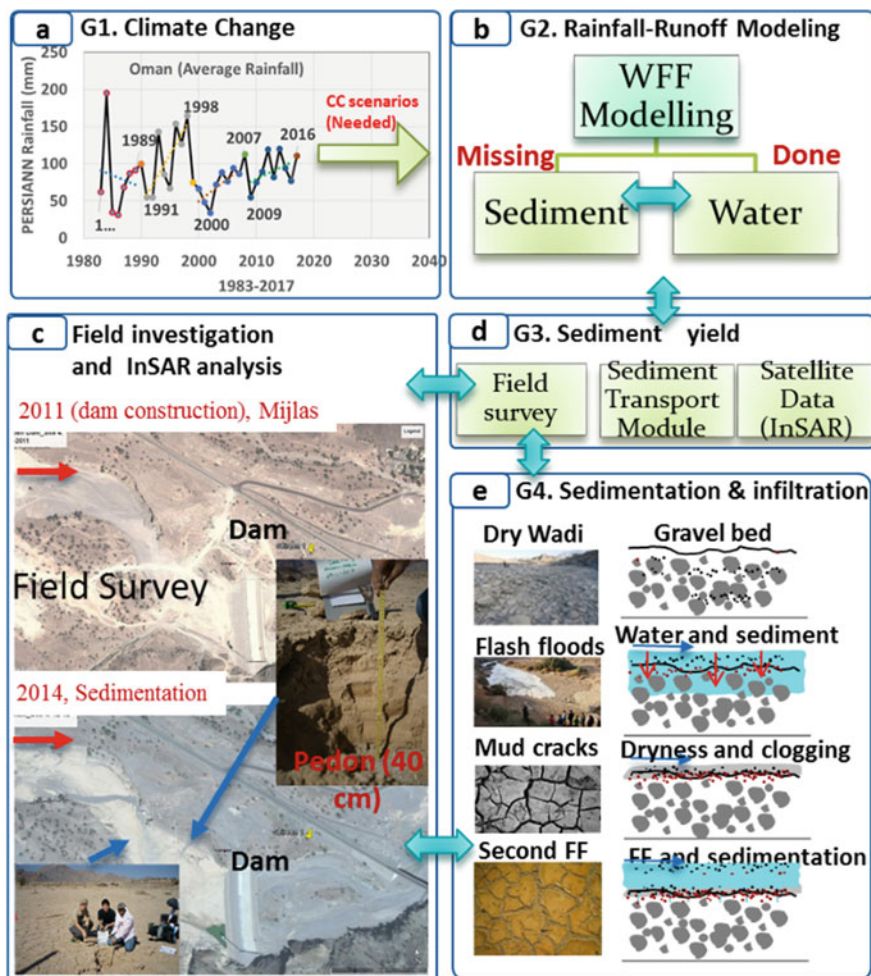 a G1. Climate Change
Oman (Average Rainfall)
PERSIANN Rainfall (mm)
250
200
150
100
50
0
1...
1989
1991
1998
2000
2007
2009
2016
1980
1990
2000
2010
2020
2030
2040
1983-2017
CC scenarios
(Needed)
b G2. Rainfall-Runoff Modeling
WFF
Modelling
Missing
Done
Sediment
Water
c Field investigation
and InSAR analysis
2011 (dam construction), Mijlas
-2011
Legend
Dam
Field Survey
2014, Sedimentation
Pedon (40
cm)
Dam
d G3. Sediment yield
Field
survey
Sediment
Transport
Module
Satellite
Data
(InSAR)
e G4. Sedimentation & infiltration
Dry Wadi
Gravel bed
Flash floods
Water and sediment
Mud cracks
Dryness and clogging
Second FF
FF and sedimentation